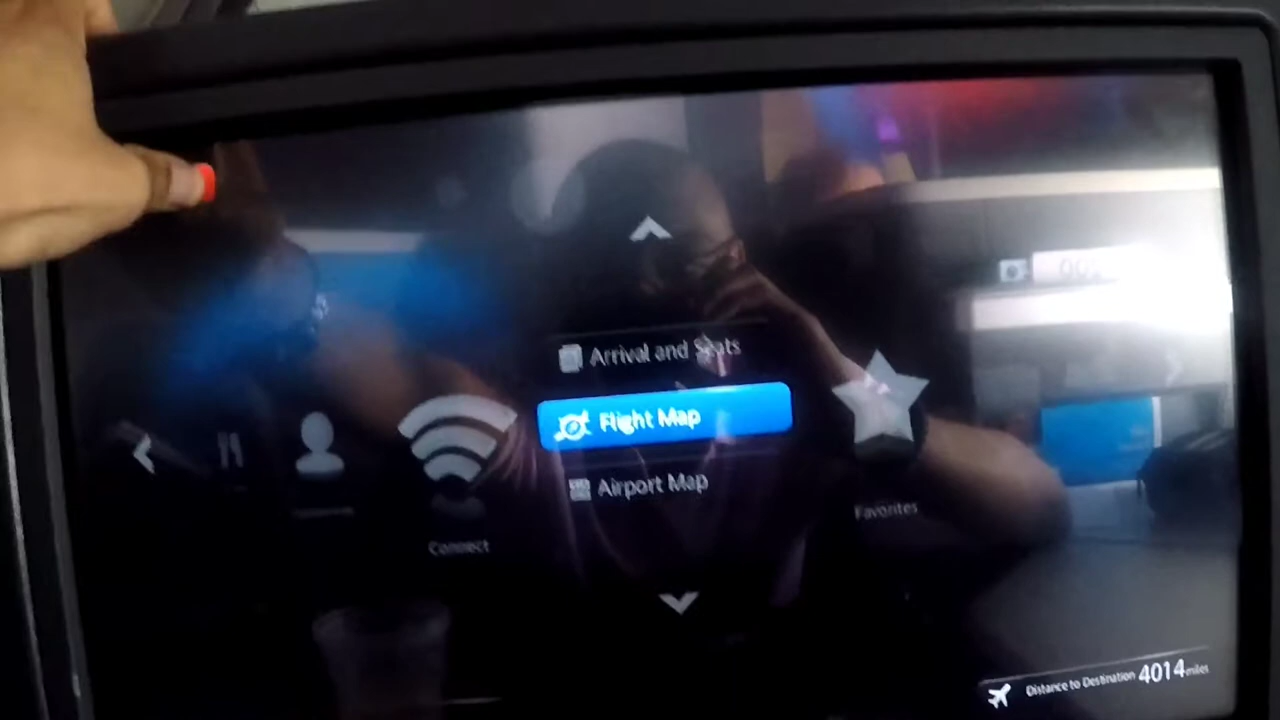 Arrival and Seats
Flight Map
Airport Map
Connect
Favorites
Distance to Destination 4014 miles